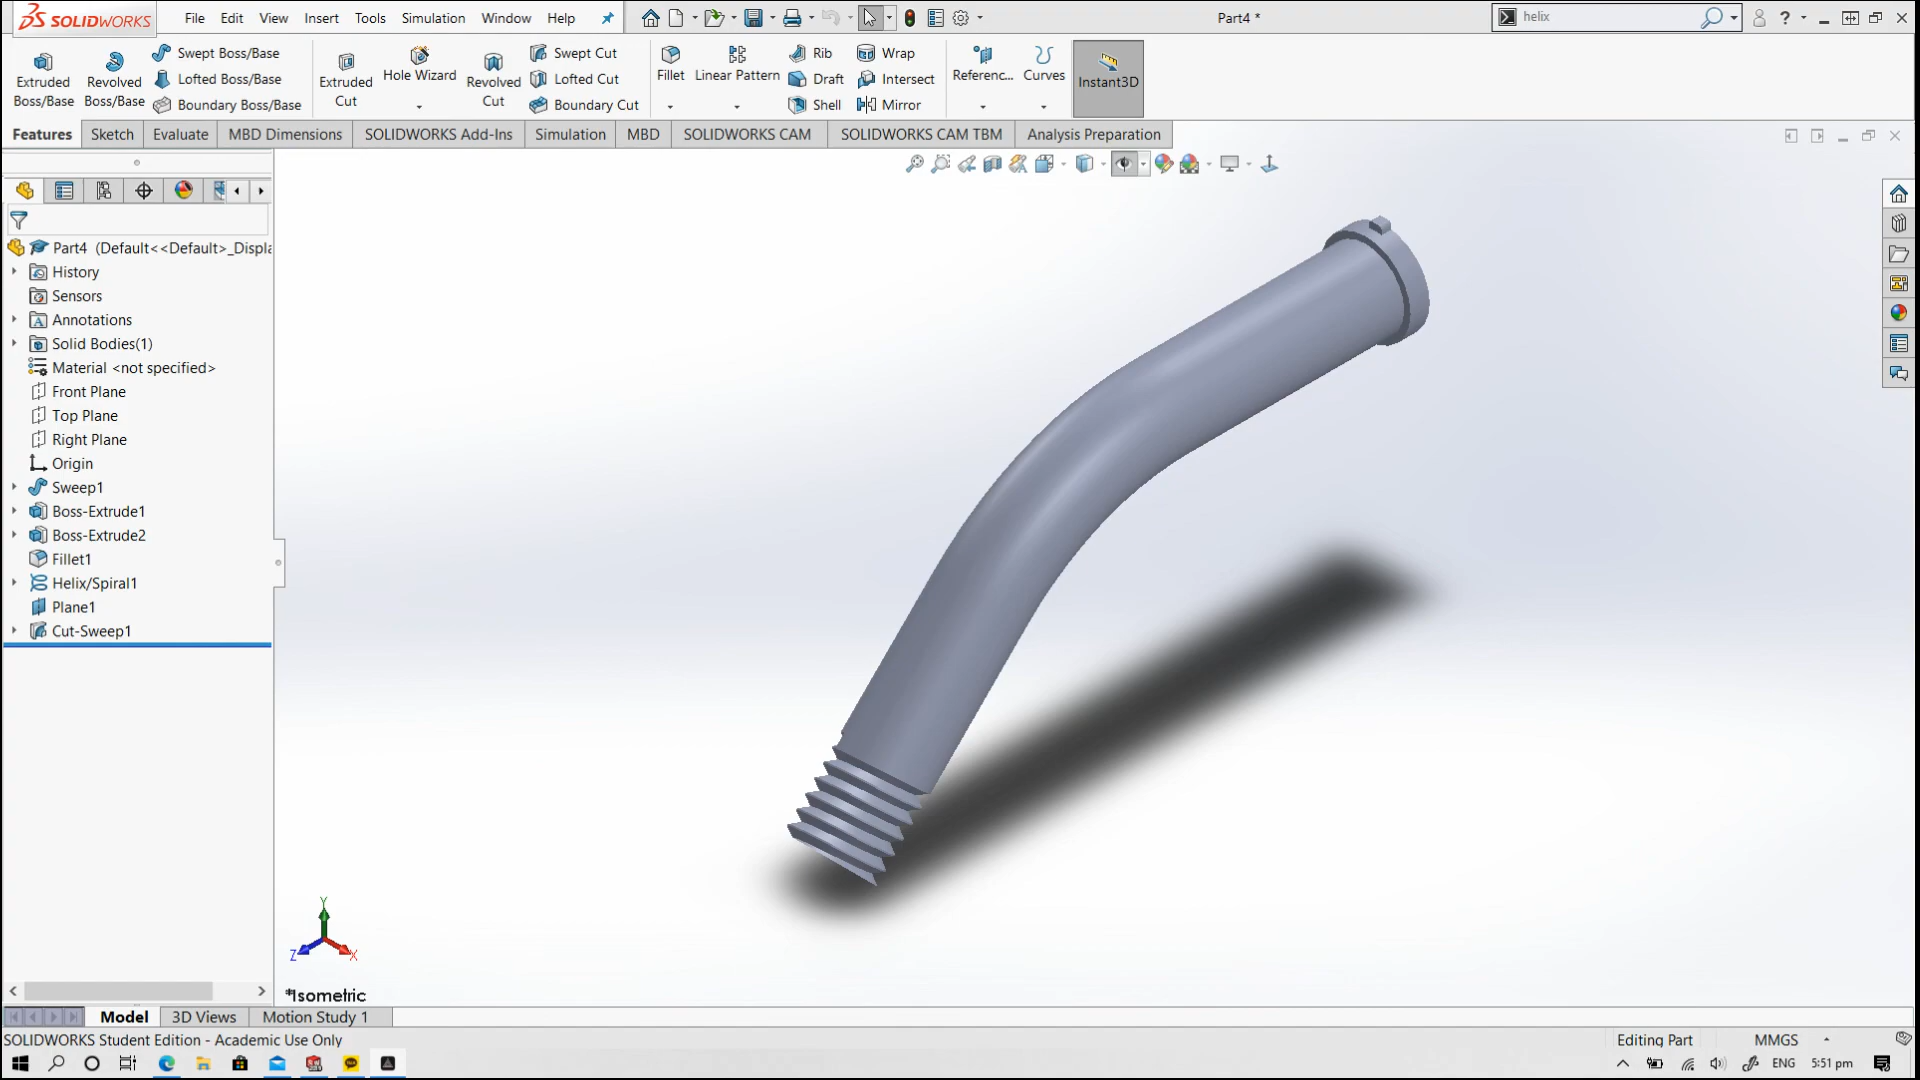 SOLIDWORKS File Edit View Insert Tools Simulation Window Help Part4 * helix
Extruded Boss/Base
Revolved Boss/Base
Swept Boss/Base
Lofted Boss/Base
Boundary Boss/Base
Extruded Cut
Hole Wizard
Revolved Cut
Swept Cut
Lofted Cut
Boundary Cut
Fillet
Linear Pattern
Rib
Draft
Shell
Wrap
Intersect
Mirror
Referenc...
Curves
Instant3D
Features Sketch Evaluate MBD Dimensions SOLIDWORKS Add-Ins Simulation MBD SOLIDWORKS CAM SOLIDWORKS CAM TBM Analysis Preparation
Part4 (Default<<Default>_Displa
History
Sensors
Annotations
Solid Bodies(1)
Material <not specified>
Front Plane
Top Plane
Right Plane
Origin
Sweep1
Boss-Extrude1
Boss-Extrude2
Fillet1
Helix/Spiral1
Plane1
Cut-Sweep1
Y
Z
X
*Isometric
Model 3D Views Motion Study 1
SOLIDWORKS Student Edition - Academic Use Only Editing Part MMGS
ENG 5:51 pm